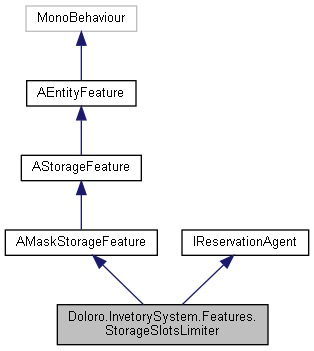 MonoBehaviour
AEntityFeature
AStorageFeature
AMaskStorageFeature
IReservationAgent
Doloro.InvetorySystem.Features.
StorageSlotsLimiter